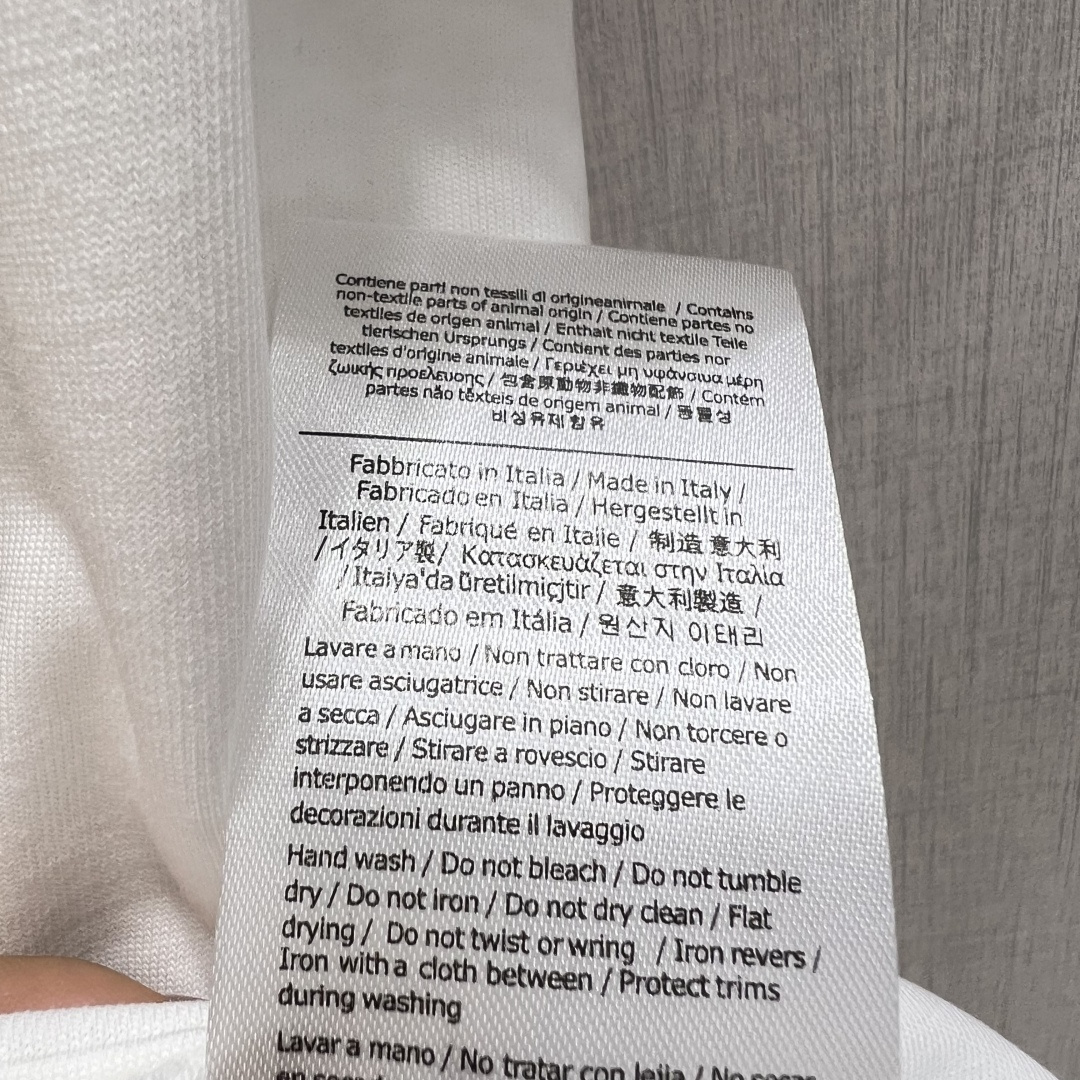 Contiene parti non tessili di origineanimale / Contains
non-textile parts of animal origin / Contiene partes no
textiles de origen animal / Enthait nicht textile Teile
tierischen Ursprungs / Contient des parties nor
textiles d'origine animale / Γεριέχει μη υφάνσιμα μέρη
ζωικής προελευσης / 包含原動物非纖物配飾 / Contém
partes não têxteis de origem animal /
Fabbricato in Italia / Made in Italy /
Fabricado en Italia / Hergestellt in
Italien / Fabriqué en Italie / 制造 意大利
/イタリア製/ Κατασκευάζεται στην Ιταλία
/ Itaiya'da üretilmiçjtir / 意大利製造 /
Fabricado em Itália / 원산지 이태리
Lavare a mano / Non trattare con cloro / Non
usare asciugatrice / Non stirare / Non lavare
a secca / Asciugare in piano / Non torcere o
strizzare / Stirare a rovescio / Stirare
interponendo un panno / Proteggere le
decorazioni durante il lavaggio
Hand wash / Do not bleach / Do not tumble
dry / Do not iron / Do not dry clean / Flat
drying / Do not twist or wring / Iron revers /
Iron with a cloth between / Protect trims
during washing
Lavar a mano / No tratar con lejia / No